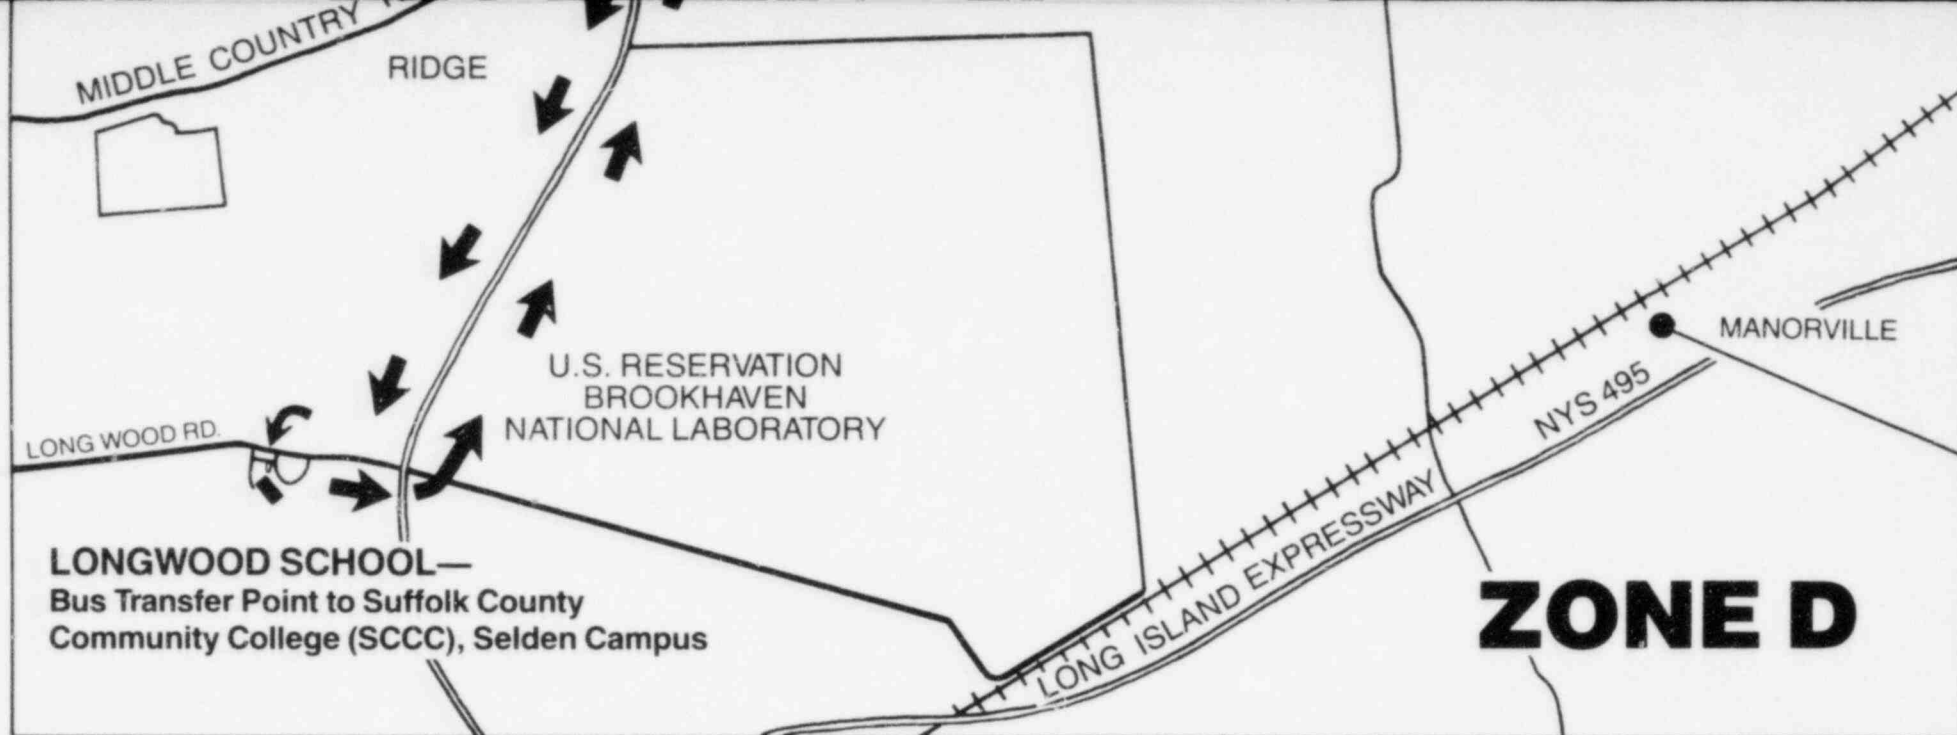 MIDDLE COUNTRY
RIDGE
U.S. RESERVATION
BROOKHAVEN
NATIONAL LABORATORY
MANORVILLE
NYS 495
LONG WOOD RD.
LONG ISLAND EXPRESSWAY
LONGWOOD SCHOOL—
Bus Transfer Point to Suffolk County
Community College (SCCC), Selden Campus
ZONE D